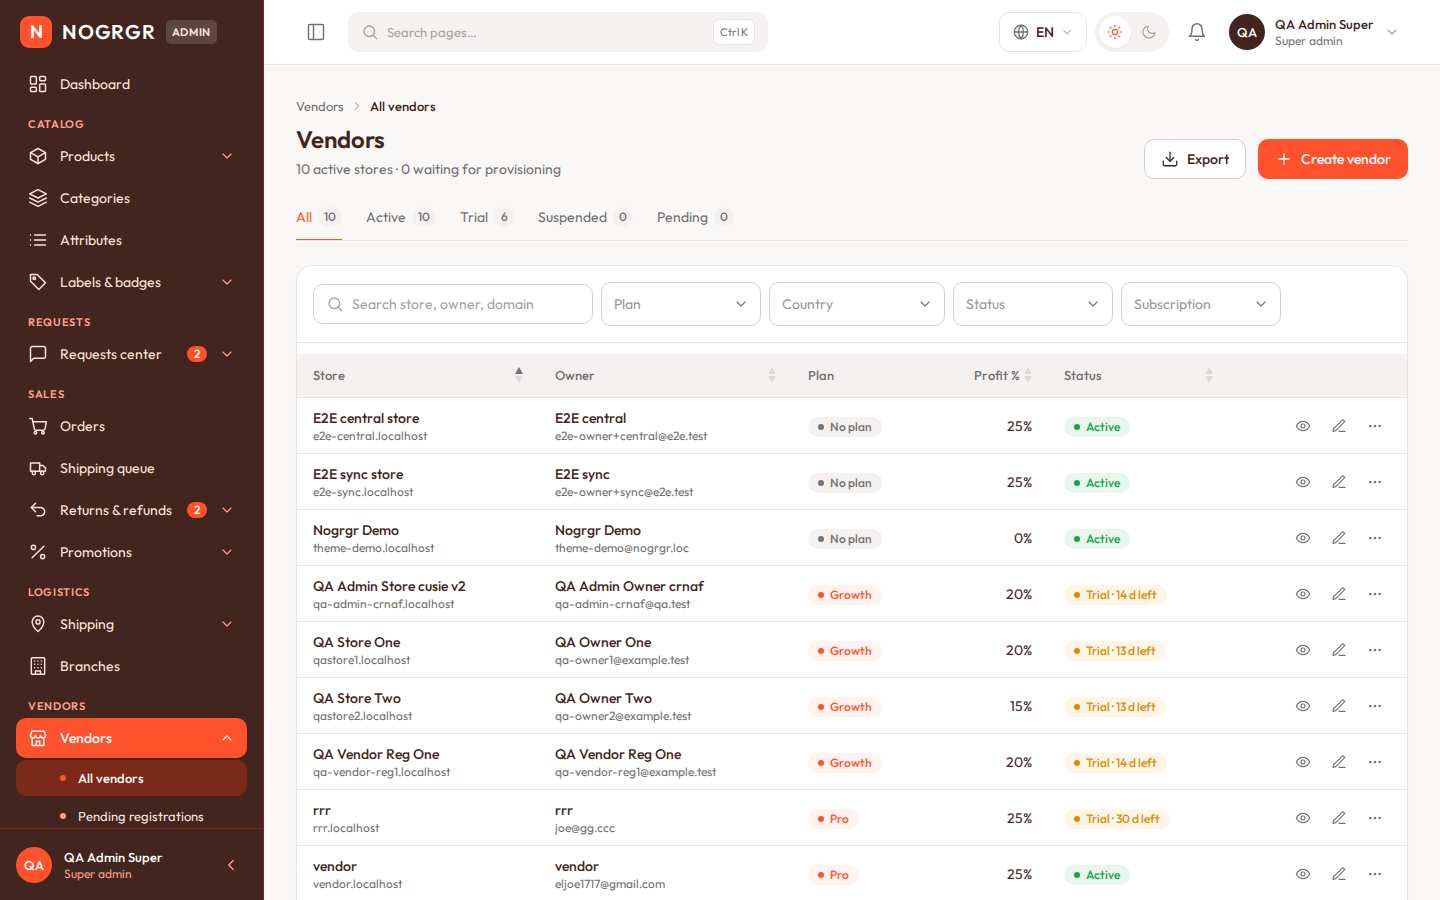 N NOGRGR ADMIN
Search pages... Ctrl K
EN
QA QA Admin Super
Super admin
Dashboard
CATALOG
Products
Categories
Attributes
Labels & badges
REQUESTS
Requests center 2
SALES
Orders
Shipping queue
Returns & refunds 2
Promotions
LOGISTICS
Shipping
Branches
VENDORS
Vendors
All vendors
Pending registrations
QA QA Admin Super
Super admin
Vendors All vendors
Vendors
10 active stores · 0 waiting for provisioning
Export
Create vendor
All 10 Active 10 Trial 6 Suspended 0 Pending 0
Search store, owner, domain Plan Country Status Subscription
Store Owner Plan Profit % Status
E2E central store E2E central No plan 25% Active
e2e-central.localhost e2e-owner+central@e2e.test
E2E sync store E2E sync No plan 25% Active
e2e-sync.localhost e2e-owner+sync@e2e.test
Nogrgr Demo Nogrgr Demo No plan 0% Active
theme-demo.localhost theme-demo@nogrgr.loc
QA Admin Store cusie v2 QA Admin Owner crnaf Growth 20% Trial · 14 d left
qa-admin-crnaf.localhost qa-admin-crnaf@qa.test
QA Store One QA Owner One Growth 20% Trial · 13 d left
qastore1.localhost qa-owner1@example.test
QA Store Two QA Owner Two Growth 15% Trial · 13 d left
qastore2.localhost qa-owner2@example.test
QA Vendor Reg One QA Vendor Reg One Growth 20% Trial · 14 d left
qa-vendor-reg1.localhost qa-vendor-reg1@example.test
rrr rrr Pro 25% Trial · 30 d left
rrr.localhost joe@gg.ccc
vendor vendor Pro 25% Active
vendor.localhost eljoe1717@gmail.com